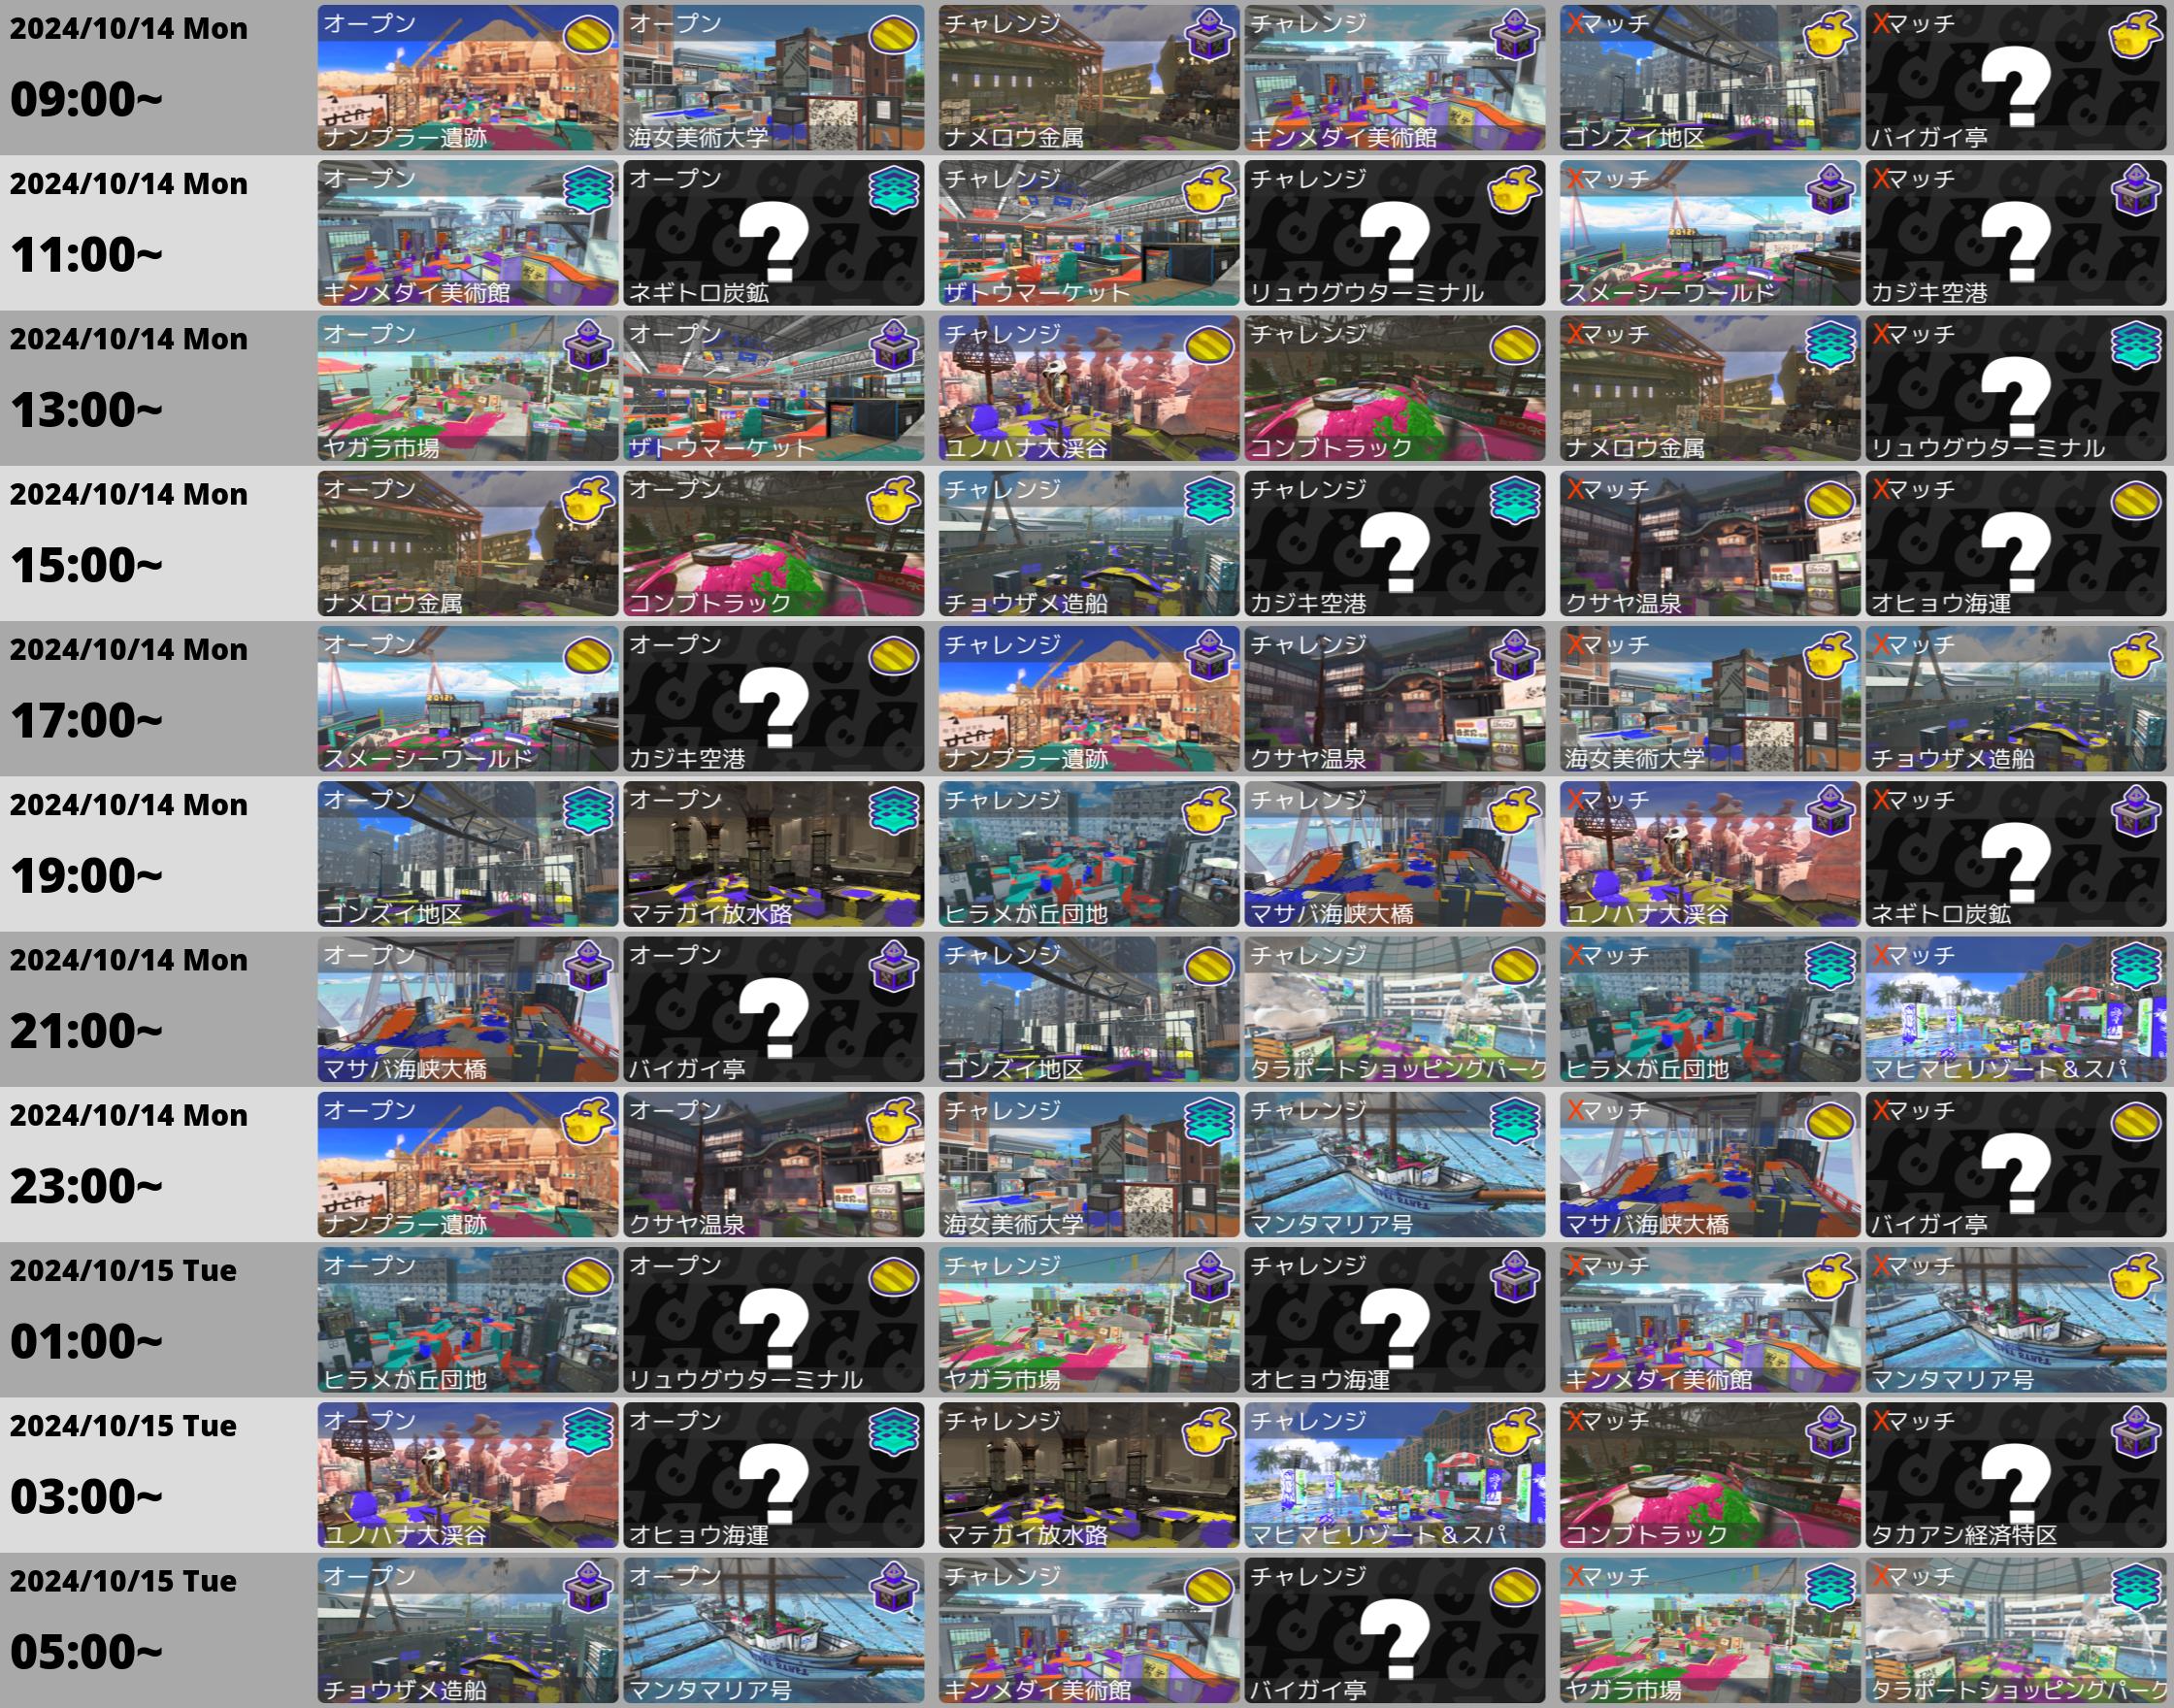 2024/10/14 Mon
09:00~
オープン
ナンプラー遺跡
オープン
海女美術大学
チャレンジ
ナメロウ金属
チャレンジ
キンメダイ美術館
Xマッチ
ゴンズイ地区
Xマッチ
?
バイガイ亭
2024/10/14 Mon
11:00~
オープン
キンメダイ美術館
オープン
?
ネギトロ炭鉱
チャレンジ
ザトウマーケット
チャレンジ
?
リュウグウターミナル
Xマッチ
スメーシーワールド
Xマッチ
?
カジキ空港
2024/10/14 Mon
13:00~
オープン
ヤガラ市場
オープン
ザトウマーケット
チャレンジ
ユノハナ大渓谷
チャレンジ
コンブトラック
Xマッチ
ナメロウ金属
Xマッチ
?
リュウグウターミナル
2024/10/14 Mon
15:00~
オープン
ナメロウ金属
オープン
コンブトラック
チャレンジ
チョウザメ造船
チャレンジ
?
カジキ空港
Xマッチ
クサヤ温泉
Xマッチ
?
オヒョウ海運
2024/10/14 Mon
17:00~
オープン
スメーシーワールド
オープン
?
カジキ空港
チャレンジ
ナンプラー遺跡
チャレンジ
クサヤ温泉
Xマッチ
海女美術大学
Xマッチ
チョウザメ造船
2024/10/14 Mon
19:00~
オープン
ゴンズイ地区
オープン
マテガイ放水路
チャレンジ
ヒラメが丘団地
チャレンジ
マサバ海峡大橋
Xマッチ
ユノハナ大渓谷
Xマッチ
?
ネギトロ炭鉱
2024/10/14 Mon
21:00~
オープン
マサバ海峡大橋
オープン
?
バイガイ亭
チャレンジ
ゴンズイ地区
チャレンジ
タラポートショッピングパーク
Xマッチ
ヒラメが丘団地
Xマッチ
マヒマヒリゾート＆スパ
2024/10/14 Mon
23:00~
オープン
ナンプラー遺跡
オープン
クサヤ温泉
チャレンジ
海女美術大学
チャレンジ
マンタマリア号
Xマッチ
マサバ海峡大橋
Xマッチ
?
バイガイ亭
2024/10/15 Tue
01:00~
オープン
ヒラメが丘団地
オープン
?
リュウグウターミナル
チャレンジ
ヤガラ市場
チャレンジ
?
オヒョウ海運
Xマッチ
キンメダイ美術館
Xマッチ
マンタマリア号
2024/10/15 Tue
03:00~
オープン
ユノハナ大渓谷
オープン
?
オヒョウ海運
チャレンジ
マテガイ放水路
チャレンジ
マヒマヒリゾート＆スパ
Xマッチ
コンブトラック
Xマッチ
?
タカアシ経済特区
2024/10/15 Tue
05:00~
オープン
チョウザメ造船
オープン
マンタマリア号
チャレンジ
キンメダイ美術館
チャレンジ
?
バイガイ亭
Xマッチ
ヤガラ市場
Xマッチ
タラポートショッピングパーク